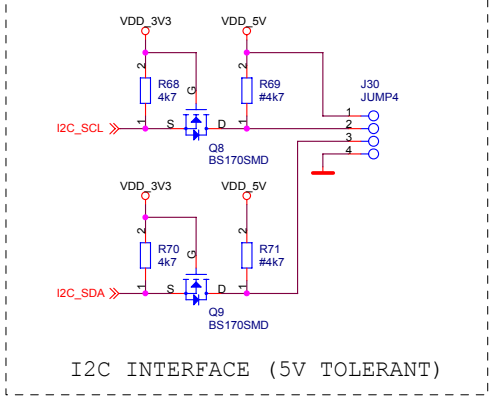 VDD_3V3
VDD_5V
2
R68
4k7
G
2
R69
#4k7
J30
JUMP4
1
2
3
4
I2C_SCL
1
S
D
1
Q8
BS170SMD
VDD_3V3
VDD_5V
2
R70
4k7
G
2
R71
#4k7
I2C_SDA
1
S
D
1
Q9
BS170SMD
I2C INTERFACE (5V TOLERANT)